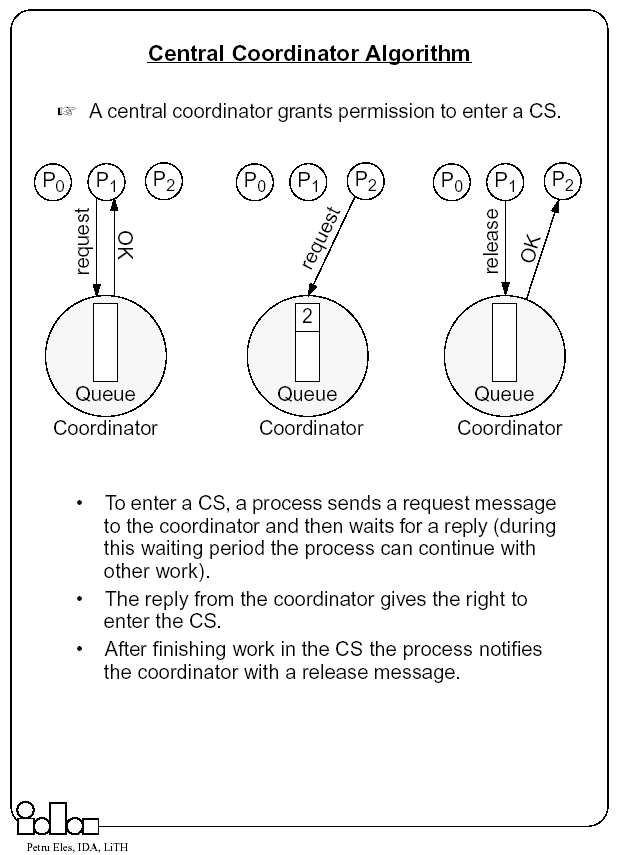 Central Coordinator Algorithm
☞ A central coordinator grants permission to enter a CS.
P0 P1 P2 P0 P1 P2 P0 P1 P2
request OK request release OK
2
Queue Queue Queue
Coordinator Coordinator Coordinator
• To enter a CS, a process sends a request message
to the coordinator and then waits for a reply (during
this waiting period the process can continue with
other work).
• The reply from the coordinator gives the right to
enter the CS.
• After finishing work in the CS the process notifies
the coordinator with a release message.
ida
Petru Eles, IDA, LiTH